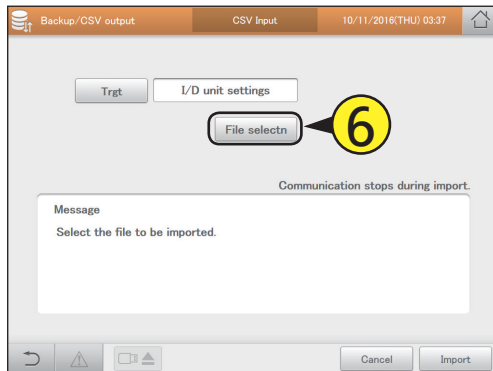 Backup/CSV output CSV Input 10/11/2016(THU) 03:37
Trgt I/D unit settings
File selectn 6
Communication stops during import.
Message
Select the file to be imported.
Cancel Import